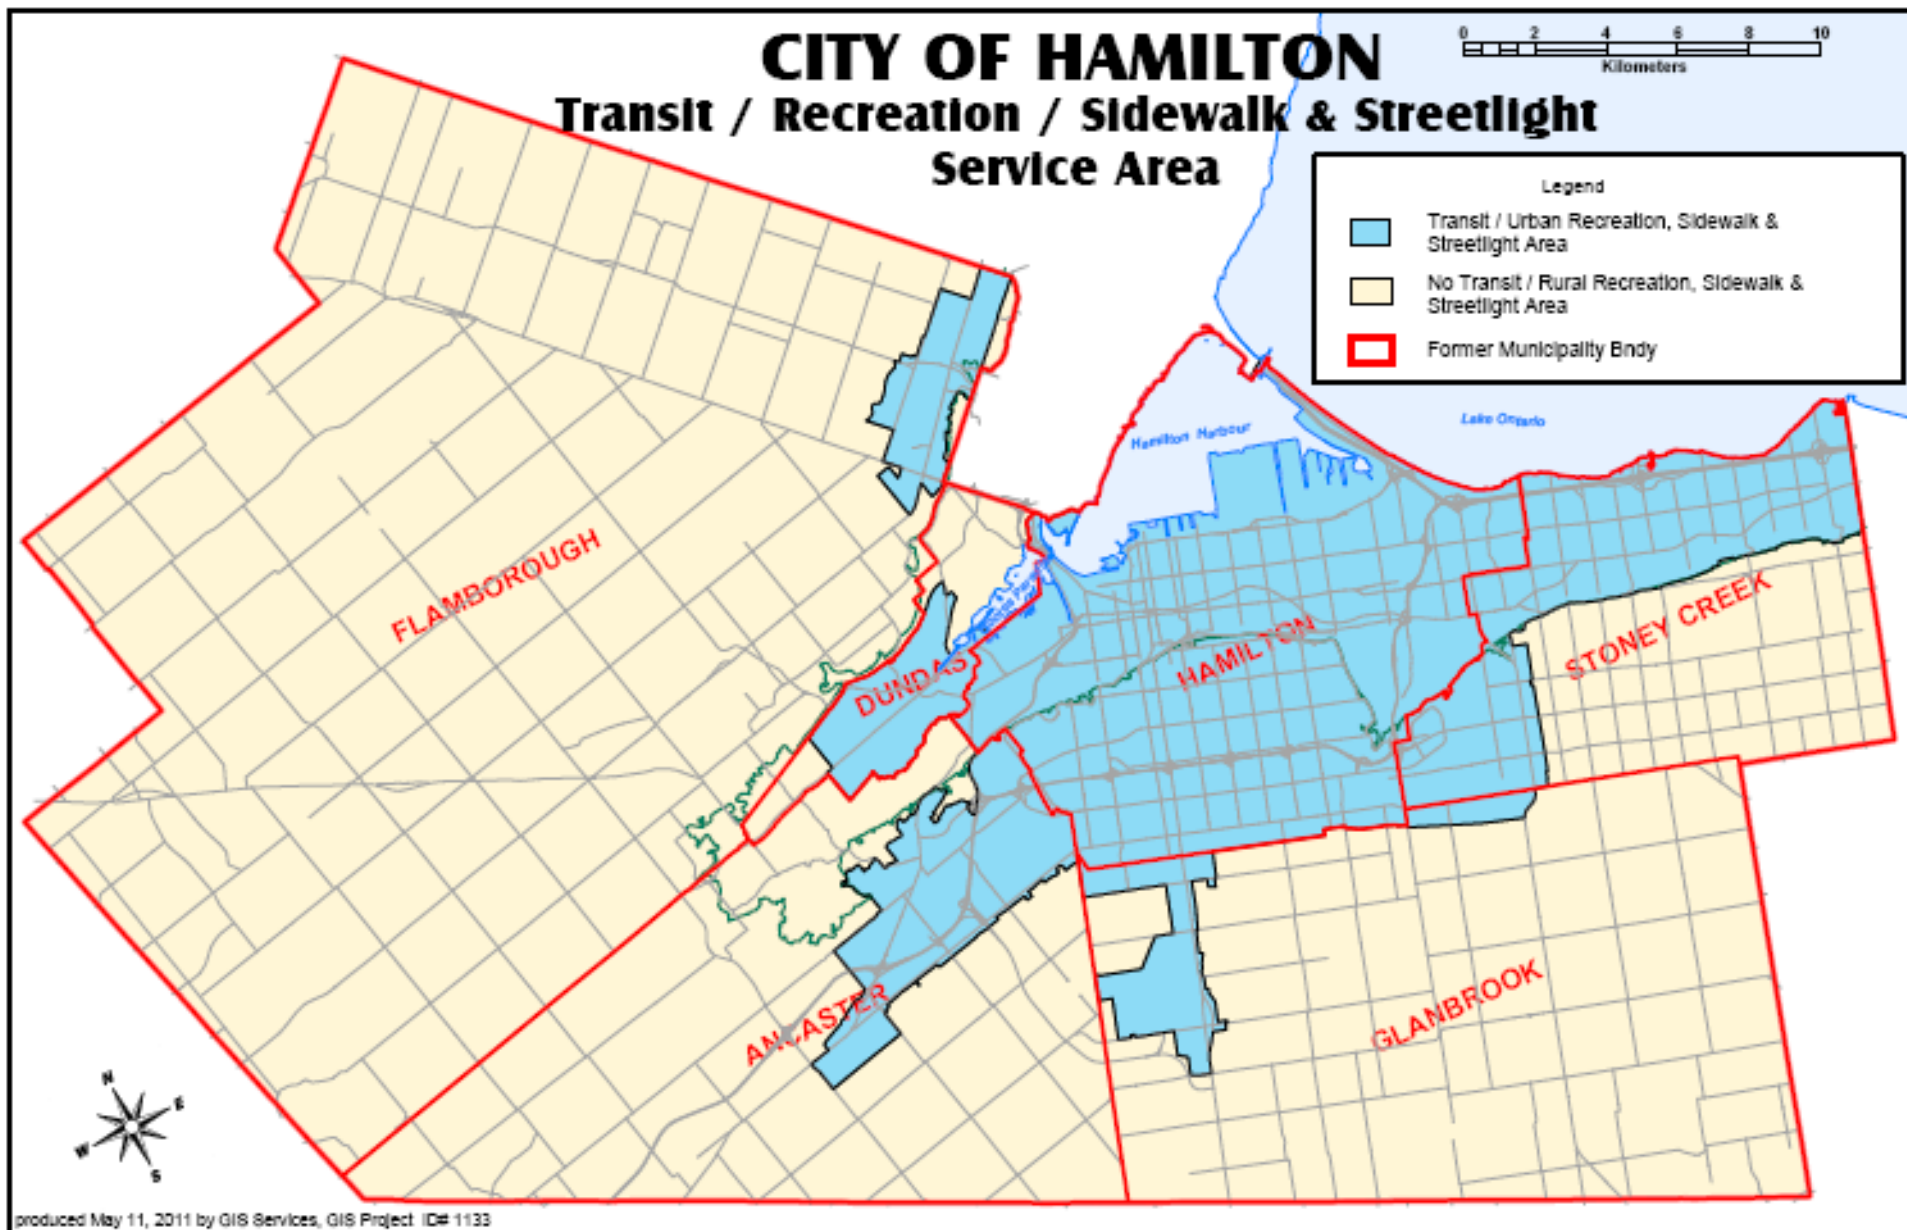 CITY OF HAMILTON
Transit / Recreation / Sidewalk & Streetlight
Service Area
0 2 4 6 8 10
Kilometers
Legend
Transit / Urban Recreation, Sidewalk &
Streetlight Area
No Transit / Rural Recreation, Sidewalk &
Streetlight Area
Former Municipality Bndy
Lake Ontario
Hamilton Harbour
FLAMBOROUGH
DUNDAS
HAMILTON
STONEY CREEK
ANCASTER
GLANBROOK
N
E
W
S
produced May 11, 2011 by GIS Services, GIS Project ID# 1133